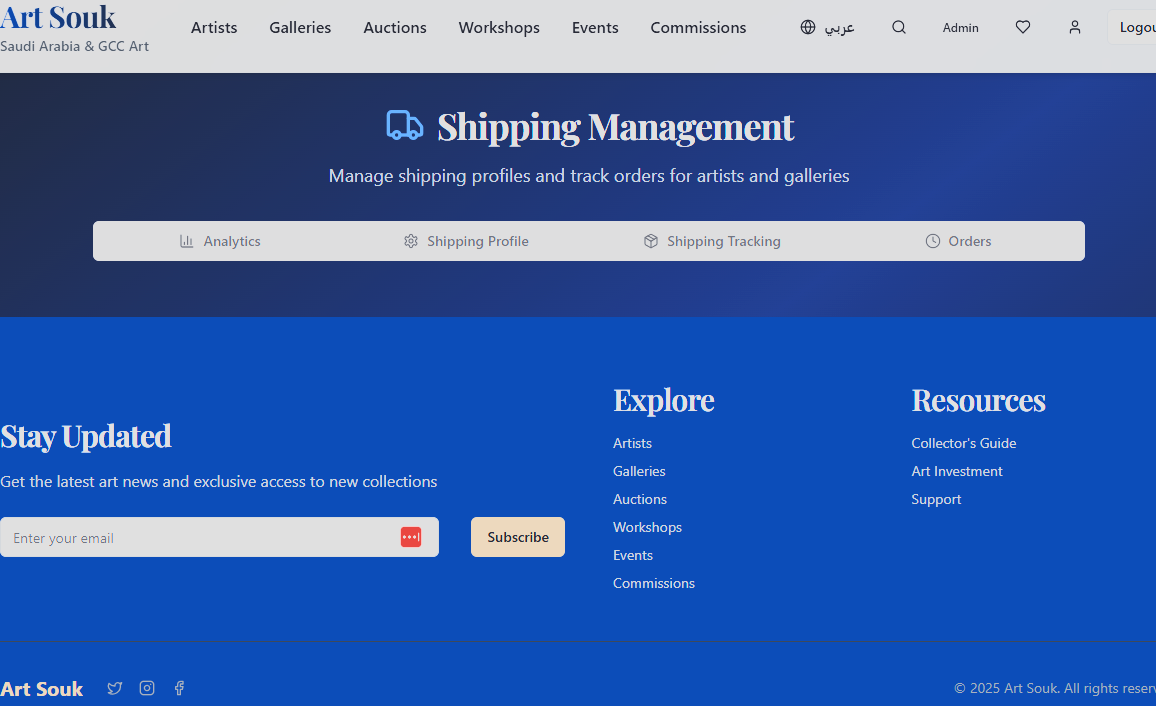 Art Souk
Saudi Arabia & GCC Art
Artists
Galleries
Auctions
Workshops
Events
Commissions
عربي
Admin
Shipping Management
Manage shipping profiles and track orders for artists and galleries
Analytics
Shipping Profile
Shipping Tracking
Orders
Stay Updated
Get the latest art news and exclusive access to new collections
Enter your email
Subscribe
Explore
Artists
Galleries
Auctions
Workshops
Events
Commissions
Resources
Collector's Guide
Art Investment
Support
Art Souk
© 2025 Art Souk. All rights